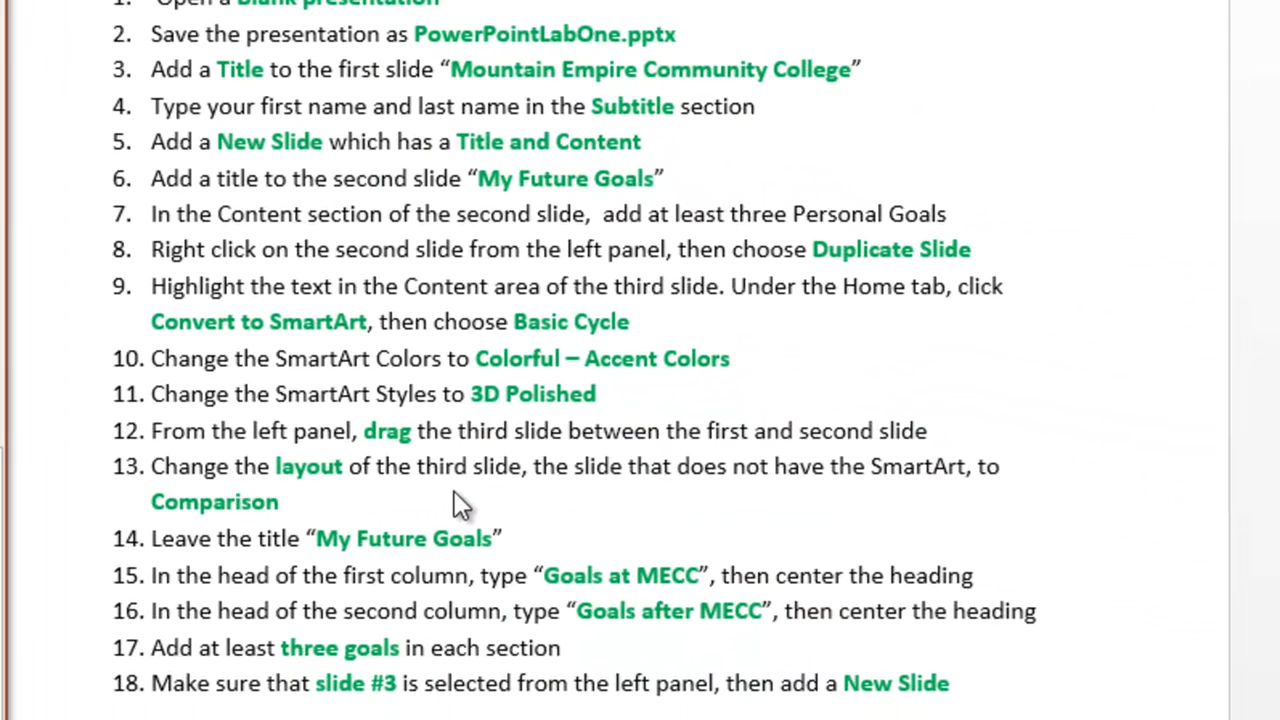 1. Open a Blank presentation
2. Save the presentation as PowerPointLabOne.pptx
3. Add a Title to the first slide “Mountain Empire Community College”
4. Type your first name and last name in the Subtitle section
5. Add a New Slide which has a Title and Content
6. Add a title to the second slide “My Future Goals”
7. In the Content section of the second slide,  add at least three Personal Goals
8. Right click on the second slide from the left panel, then choose Duplicate Slide
9. Highlight the text in the Content area of the third slide. Under the Home tab, click
Convert to SmartArt, then choose Basic Cycle
10. Change the SmartArt Colors to Colorful – Accent Colors
11. Change the SmartArt Styles to 3D Polished
12. From the left panel, drag the third slide between the first and second slide
13. Change the layout of the third slide, the slide that does not have the SmartArt, to
Comparison
14. Leave the title “My Future Goals”
15. In the head of the first column, type “Goals at MECC”, then center the heading
16. In the head of the second column, type “Goals after MECC”, then center the heading
17. Add at least three goals in each section
18. Make sure that slide #3 is selected from the left panel, then add a New Slide